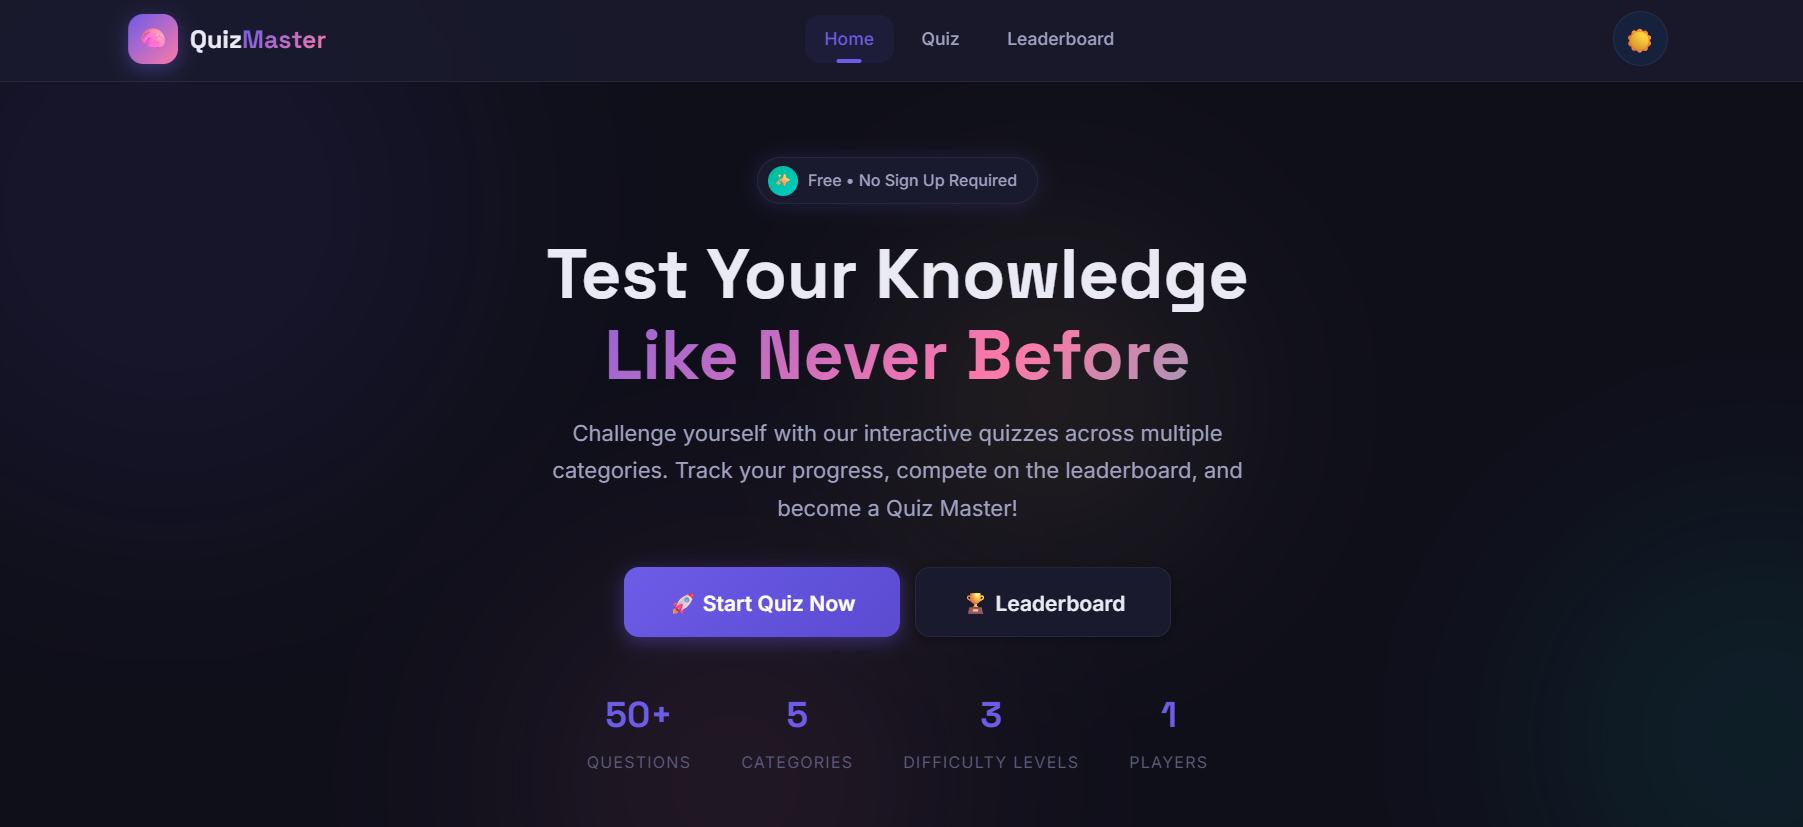 QuizMaster
Home
Quiz
Leaderboard
Free • No Sign Up Required
Test Your Knowledge
Like Never Before
Challenge yourself with our interactive quizzes across multiple
categories. Track your progress, compete on the leaderboard, and
become a Quiz Master!
🚀 Start Quiz Now
🏆 Leaderboard
50+
QUESTIONS
5
CATEGORIES
3
DIFFICULTY LEVELS
1
PLAYERS